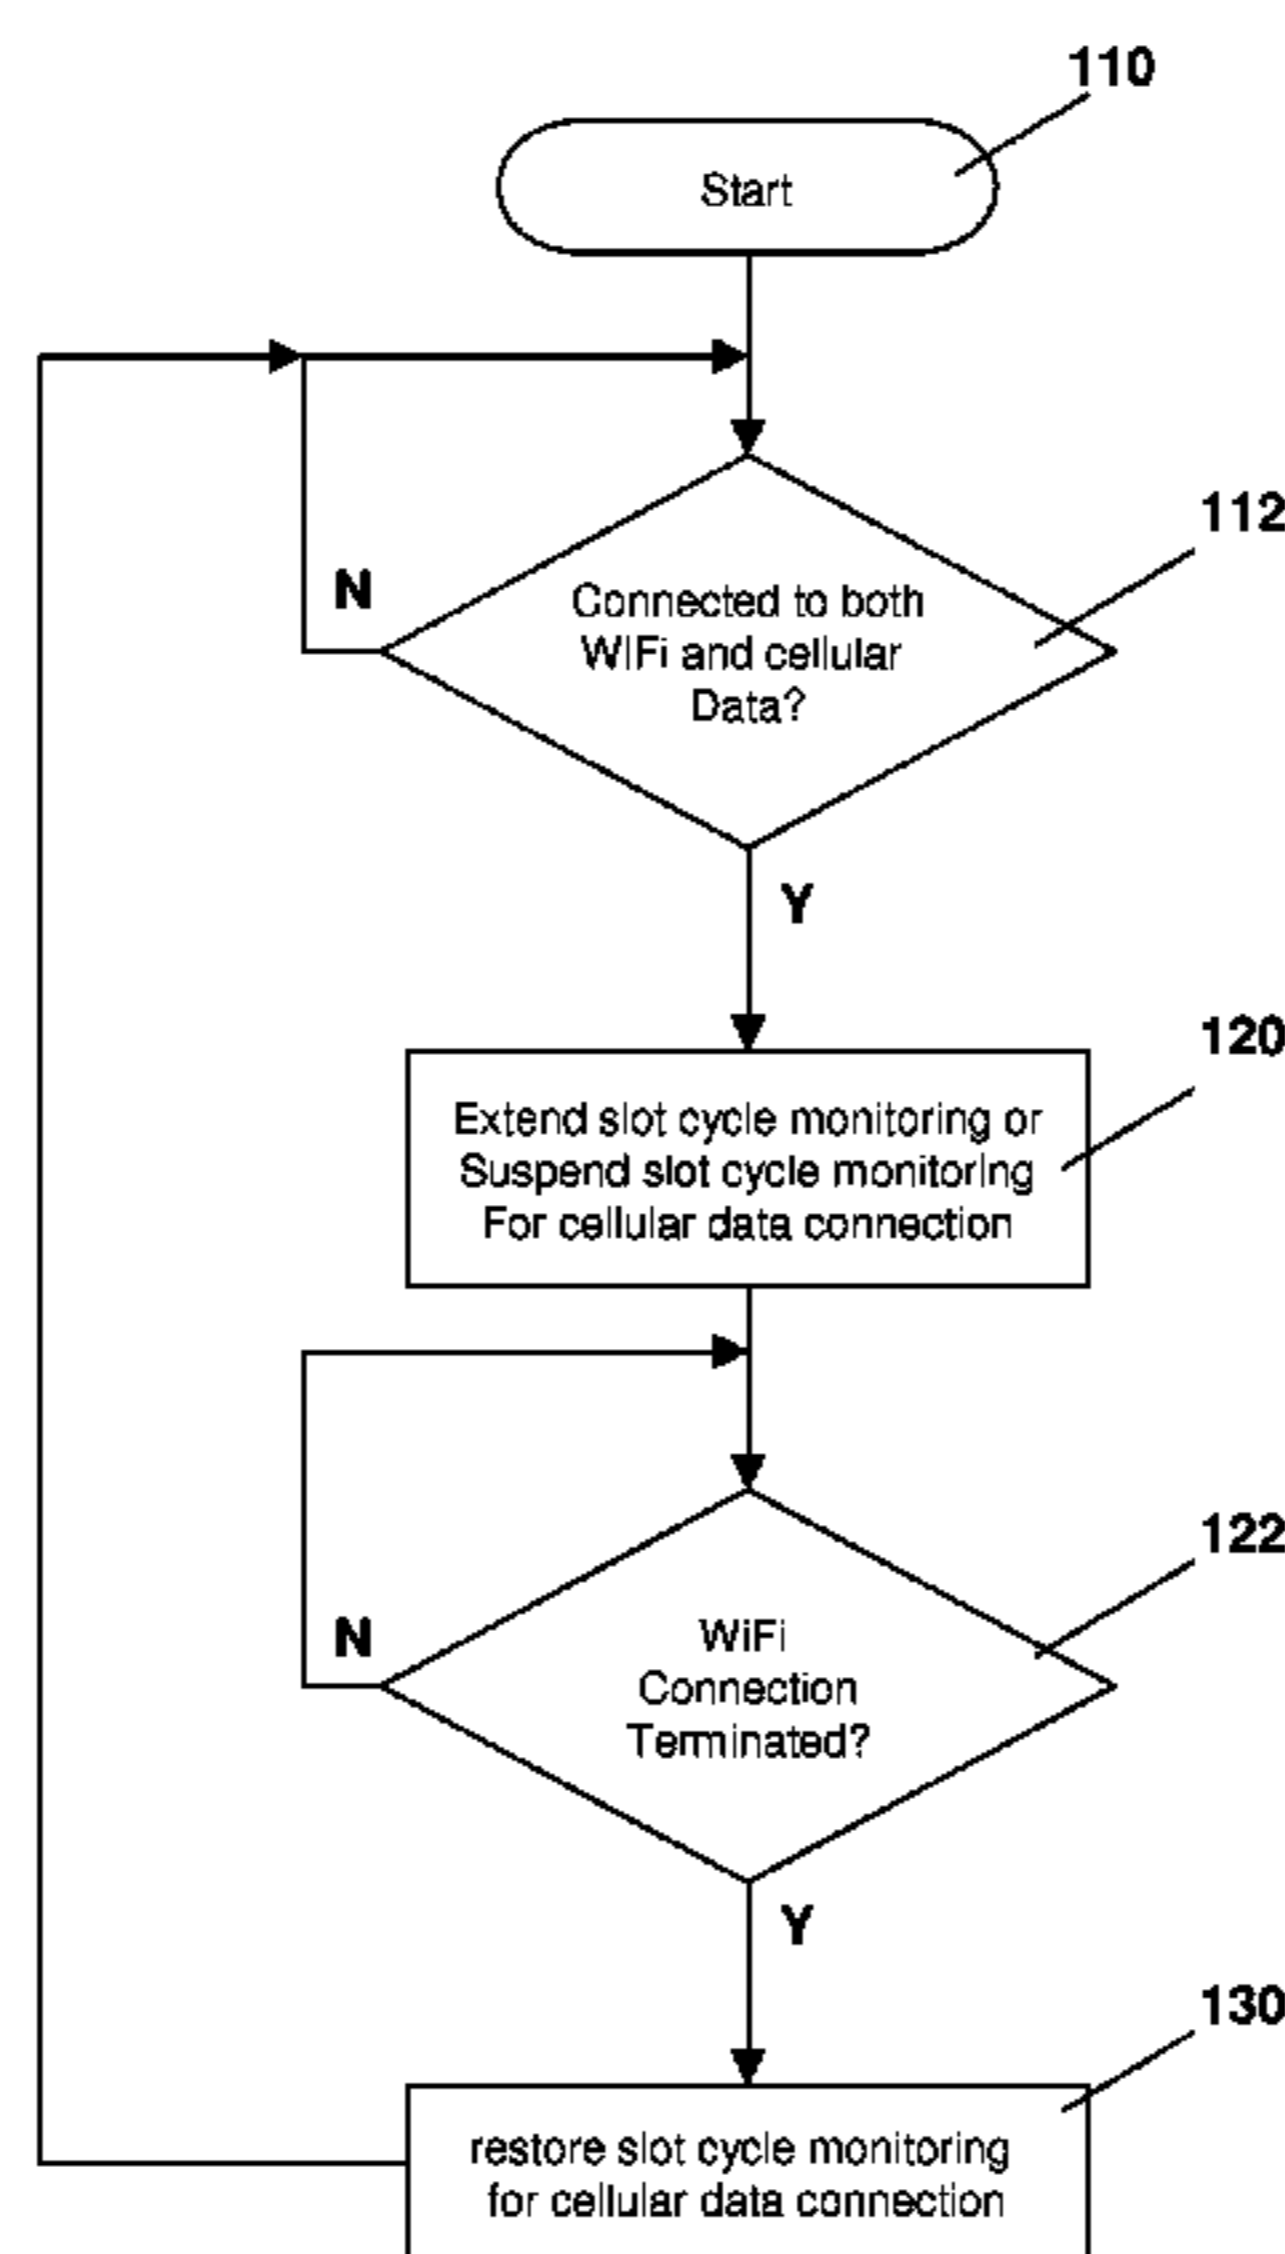 110
Start
112
N
Connected to both
WiFi and cellular
Data?
Y
120
Extend slot cycle monitoring or
Suspend slot cycle monitoring
For cellular data connection
122
N
WiFi
Connection
Terminated?
Y
130
restore slot cycle monitoring
for cellular data connection